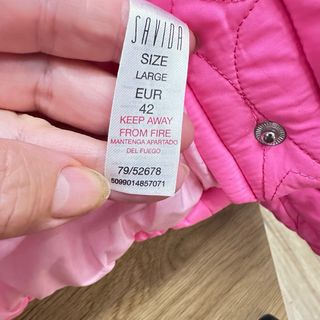 SAVIDA
SIZE
LARGE
EUR
42
KEEP AWAY
FROM FIRE
MANTENGA APARTADO
DEL FUEGO
79/52678
5099014857071